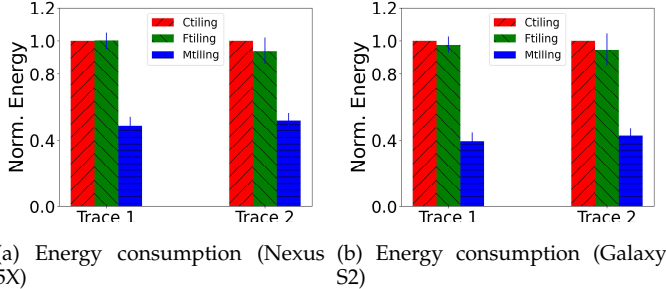 1.2
1.0
0.8
0.4
0.0
Norm. Energy
Ctiling
Ftiling
Mtiling
Trace 1 Trace 2
1.2
1.0
0.8
0.4
0.0
Norm. Energy
Ctiling
Ftiling
Mtiling
Trace 1 Trace 2
(a) Energy consumption (Nexus
5X)
(b) Energy consumption (Galaxy
S2)